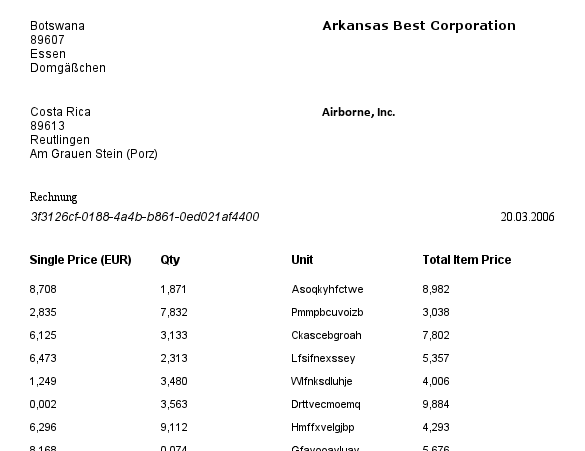 Botswana
89607
Essen
Domgäßchen
Arkansas Best Corporation
Costa Rica
89613
Reutlingen
Am Grauen Stein (Porz)
Airborne, Inc.
Rechnung
3f3126cf-0188-4a4b-b861-0ed021af4400
20.03.2006
Single Price (EUR) Qty Unit Total Item Price
8,708 1,871 Asoqkyhfctwe 8,982
2,835 7,832 Pmmpbcuvoizb 3,038
6,125 3,133 Ckascebgroah 7,802
6,473 2,313 Lfsifnexssey 5,357
1,249 3,480 Wlfnksdluhje 4,006
0,002 3,563 Drttvecmoemq 9,884
6,296 9,112 Hmffxvelgjbp 4,293
8,168 0,074 5,676